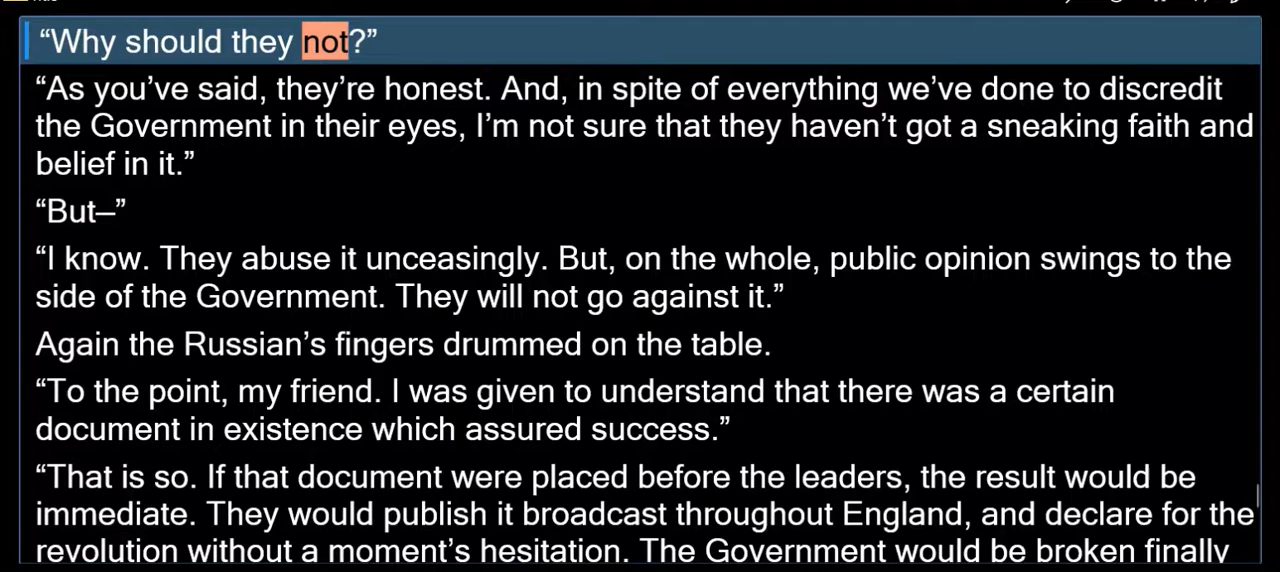 “Why should they not?”
“As you’ve said, they’re honest. And, in spite of everything we’ve done to discredit
the Government in their eyes, I’m not sure that they haven’t got a sneaking faith and
belief in it.”
“But—”
“I know. They abuse it unceasingly. But, on the whole, public opinion swings to the
side of the Government. They will not go against it.”
Again the Russian’s fingers drummed on the table.
“To the point, my friend. I was given to understand that there was a certain
document in existence which assured success.”
“That is so. If that document were placed before the leaders, the result would be
immediate. They would publish it broadcast throughout England, and declare for the
revolution without a moment’s hesitation. The Government would be broken finally